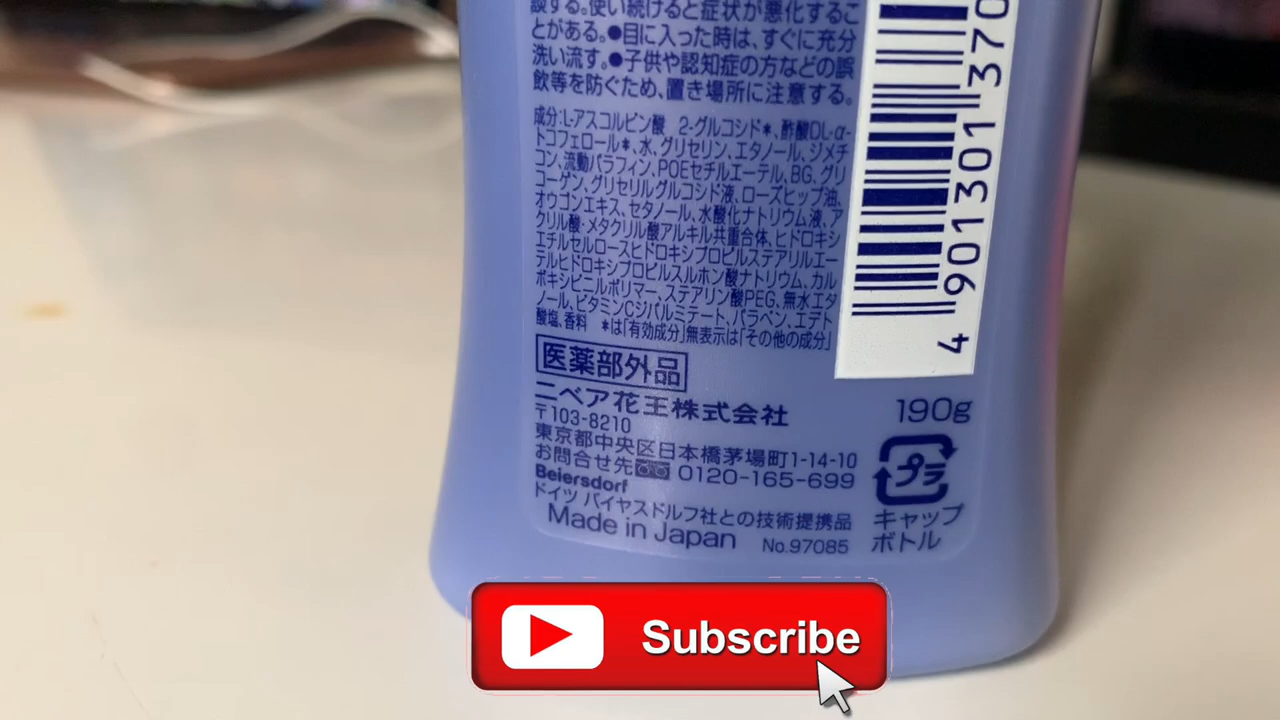 談する。使い続けると症状が悪化するこ
とがある。●目に入った時は、すぐに充分
洗い流す。●子供や認知症の方などの誤
飲等を防ぐため、置き場所に注意する。
成分：L-アスコルビン酸 2-グルコシド＊、酢酸DL-α-
トコフェロール＊、水、グリセリン、エタノール、ジメチ
コン、流動パラフィン、POEセチルエーテル、BG、グリ
コーゲン、グリセリルグルコシド液、ローズヒップ油、
オウゴンエキス、セタノール、水酸化ナトリウム液、ア
クリル酸・メタクリル酸アルキル共重合体、ヒドロキシ
エチルセルロースヒドロキシプロピルステアリルエー
テルヒドロキシプロピルスルホン酸ナトリウム、カル
ボキシビニルポリマー、ステアリン酸PEG、無水エタ
ノール、ビタミンCジパルミテート、パラベン、エデト
酸塩、香料 ＊は「有効成分」無表示は「その他の成分」
医薬部外品
ニベア花王株式会社
〒103-8210
東京都中央区日本橋茅場町1-14-10
お問合せ先 0120-165-699
Beiersdorf
ドイツ バイヤスドルフ社との技術提携品
Made in Japan No.97085
4 901301 370
190g
プラ
キャップ
ボトル
Subscribe